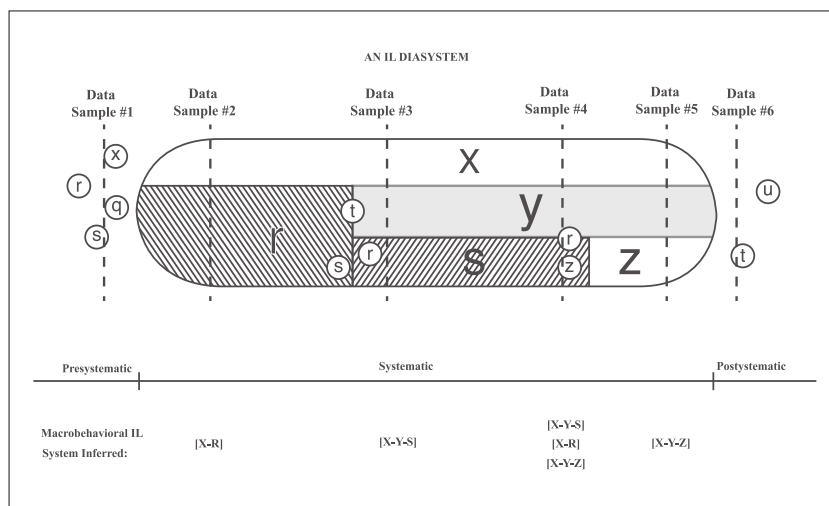 AN IL DIASYSTEM
Data Sample #1
Data Sample #2
Data Sample #3
Data Sample #4
Data Sample #5
Data Sample #6
x
r
q
s
x
r
t
y
s
r
s
r
z
z
u
t
Presystematic
Systematic
Postystematic
Macrobehavioral IL
System Inferred:
[X-R]
[X-Y-S]
[X-Y-S]
[X-R]
[X-Y-Z]
[X-Y-Z]